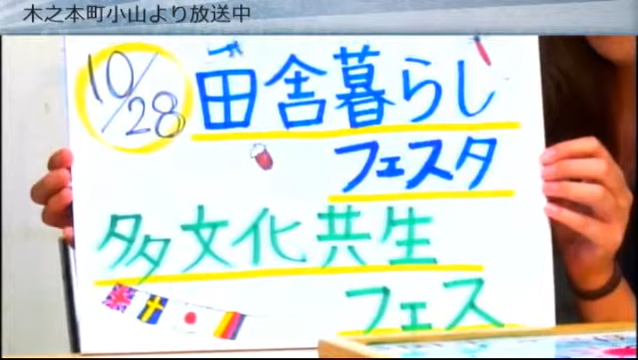 木之本町小山より放送中
10/28
田舎暮らし
フェスタ
多文化共生
フェス